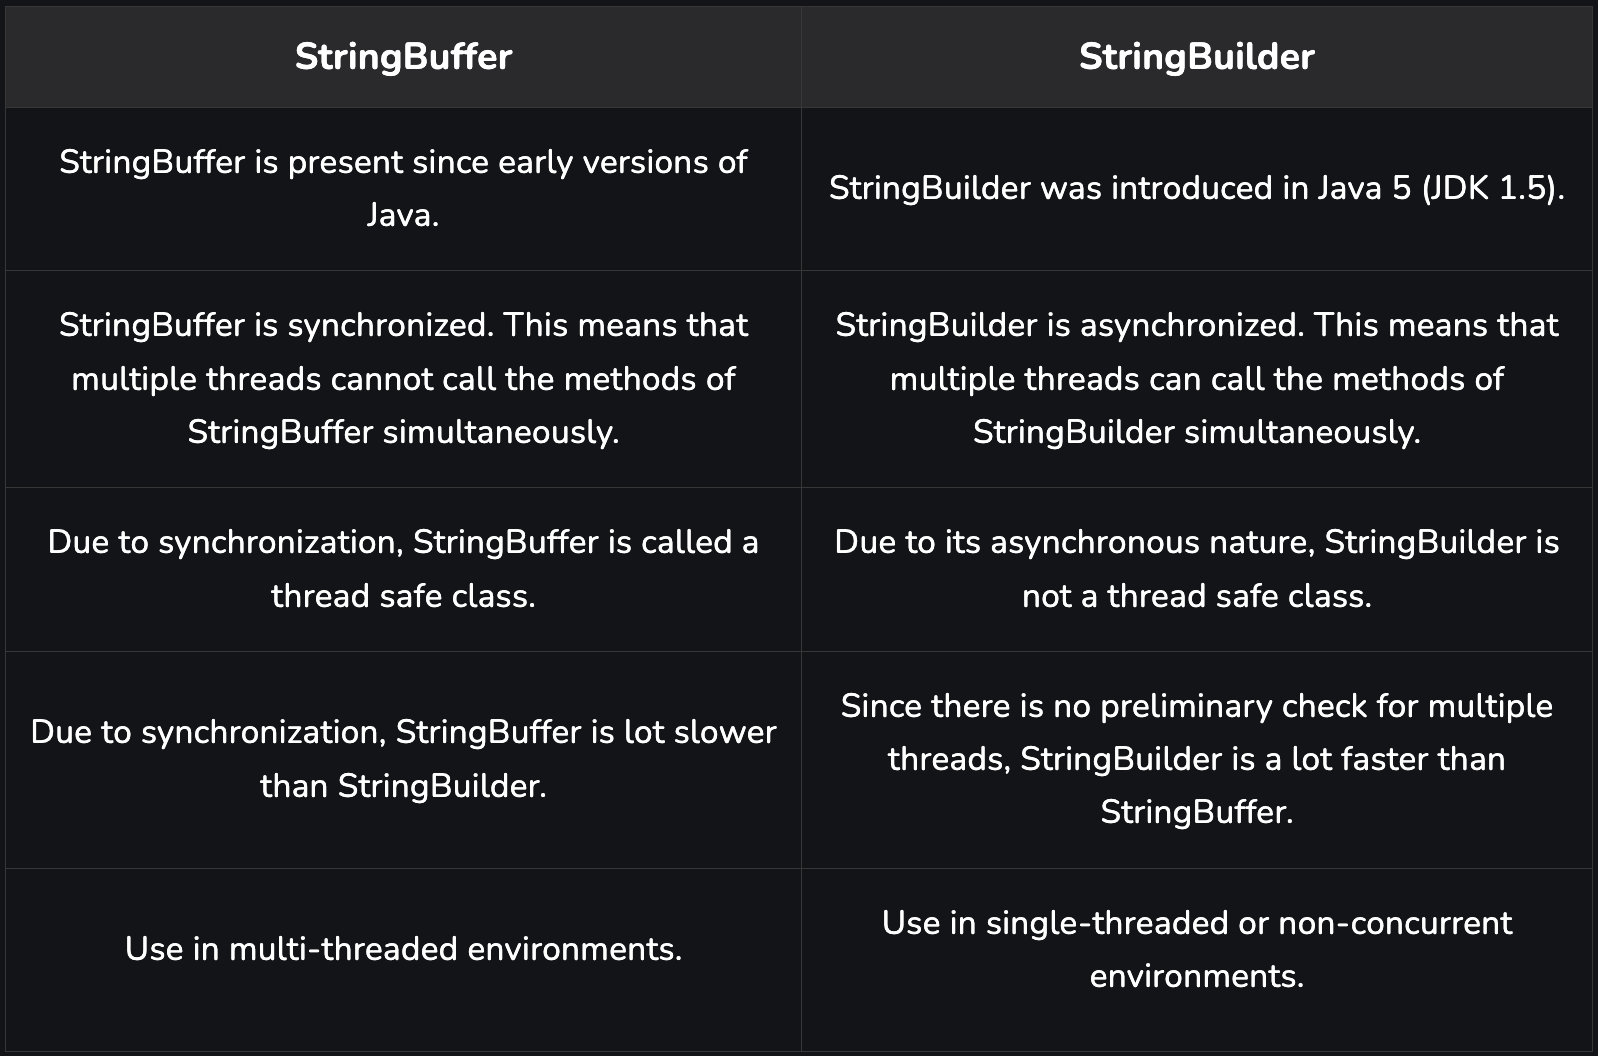 StringBuffer
StringBuilder
StringBuffer is present since early versions of
Java.
StringBuilder was introduced in Java 5 (JDK 1.5).
StringBuffer is synchronized. This means that
multiple threads cannot call the methods of
StringBuffer simultaneously.
StringBuilder is asynchronized. This means that
multiple threads can call the methods of
StringBuilder simultaneously.
Due to synchronization, StringBuffer is called a
thread safe class.
Due to its asynchronous nature, StringBuilder is
not a thread safe class.
Due to synchronization, StringBuffer is lot slower
than StringBuilder.
Since there is no preliminary check for multiple
threads, StringBuilder is a lot faster than
StringBuffer.
Use in multi-threaded environments.
Use in single-threaded or non-concurrent
environments.